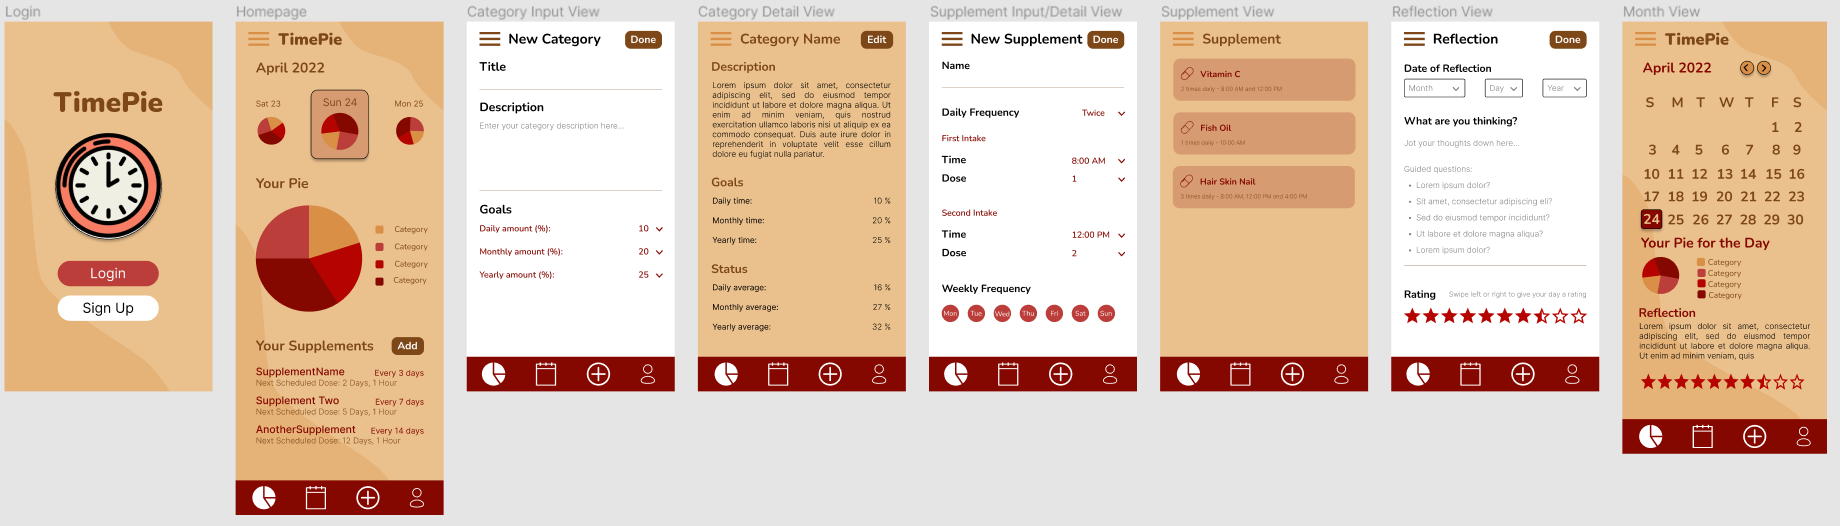 Login
TimePie
Login
Sign Up
Homepage
TimePie
April 2022
Sat 23
Sun 24
Mon 25
Your Pie
Category
Category
Category
Category
Your Supplements
Add
SupplementName
Every 3 days
Next Scheduled Dose: 2 Days, 1 Hour
Supplement Two
Every 7 days
Next Scheduled Dose: 5 Days, 1 Hour
AnotherSupplement
Every 14 days
Next Scheduled Dose: 12 Days, 1 Hour
Category Input View
New Category
Done
Title
Description
Enter your category description here...
Goals
Daily amount (%):
10
Monthly amount (%):
20
Yearly amount (%):
25
Category Detail View
Category Name
Edit
Description
Lorem ipsum dolor sit amet, consectetur
adipiscing elit, sed do eiusmod tempor
incididunt ut labore et dolore magna aliqua. Ut
enim ad minim veniam, quis nostrud
exercitation ullamco laboris nisi ut aliquip ex ea
commodo consequat. Duis aute irure dolor in
reprehenderit in voluptate velit esse cillum
dolore eu fugiat nulla pariatur.
Goals
Daily time:
10 %
Monthly time:
20 %
Yearly time:
25 %
Status
Daily average:
16 %
Monthly average:
27 %
Yearly average:
32 %
Supplement Input/Detail View
New Supplement
Done
Name
Daily Frequency
Twice
First Intake
Time
8:00 AM
Dose
1
Second Intake
Time
12:00 PM
Dose
2
Weekly Frequency
Mon
Tue
Wed
Thu
Fri
Sat
Sun
Supplement View
Supplement
Vitamin C
2 times daily - 8:00 AM and 12:00 PM
Fish Oil
1 times daily - 10:00 AM
Hair Skin Nail
3 times daily - 8:00 AM, 12:00 PM and 4:00 PM
Reflection View
Reflection
Done
Date of Reflection
Month
Day
Year
What are you thinking?
Jot your thoughts down here...
Guided questions:
• Lorem ipsum dolor?
• Sit amet, consectetur adipiscing eli?
• Sed do eiusmod tempor incididunt?
• Ut labore et dolore magna aliqua?
• Lorem ipsum dolor?
Rating
Swipe left or right to give your day a rating
Month View
TimePie
April 2022
S M T W T F S
1 2
3 4 5 6 7 8 9
10 11 12 13 14 15 16
17 18 19 20 21 22 23
24 25 26 27 28 29 30
Your Pie for the Day
Category
Category
Category
Category
Reflection
Lorem ipsum dolor sit amet, consectetur
adipiscing elit, sed do eiusmod tempor
incididunt ut labore et dolore magna aliqua.
Ut enim ad minim veniam, quis